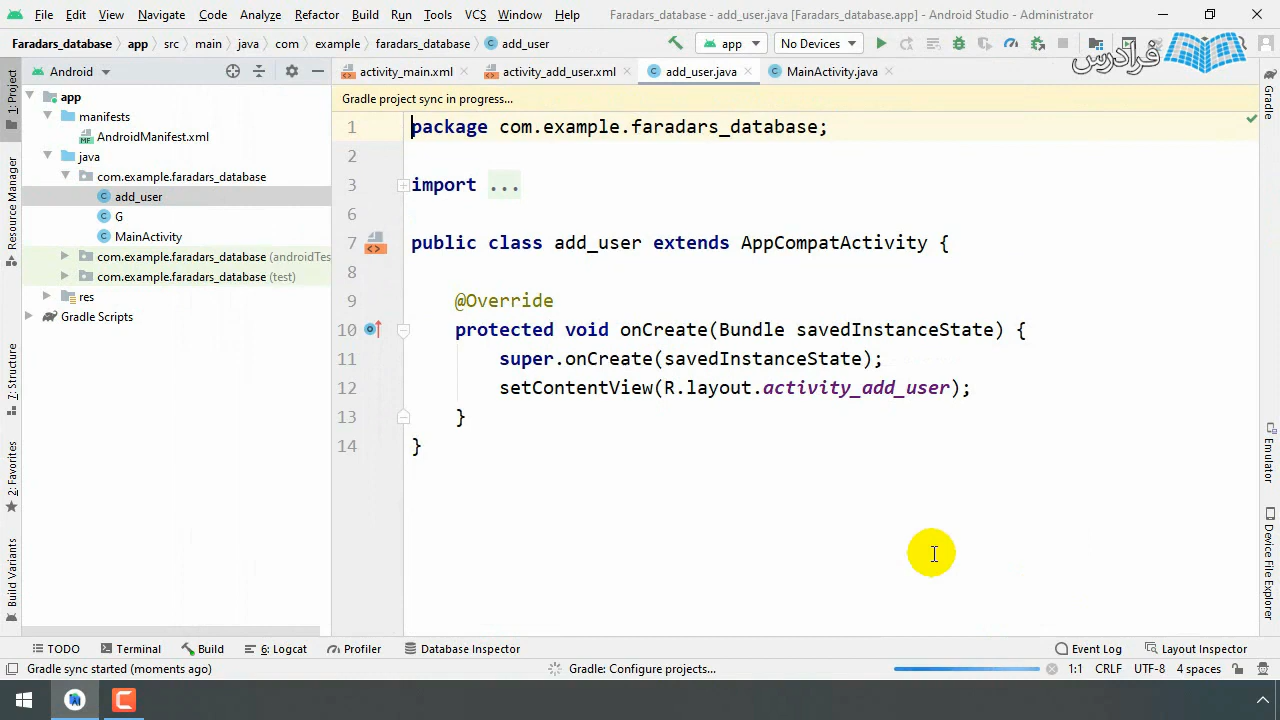 File Edit View Navigate Code Analyze Refactor Build Run Tools VCS Window Help Faradars_database - add_user.java [Faradars_database.app] - Android Studio - Administrator
Faradars_database app src main java com example faradars_database add_user app No Devices
فرادرس
Android activity_main.xml activity_add_user.xml add_user.java MainActivity.java
1: Project
Resource Manager
7: Structure
2: Favorites
Build Variants
app
manifests
AndroidManifest.xml
java
com.example.faradars_database
add_user
G
MainActivity
com.example.faradars_database (androidTes
com.example.faradars_database (test)
res
Gradle Scripts
Gradle project sync in progress...
1 package com.example.faradars_database;
2
3 import ...
6
7 public class add_user extends AppCompatActivity {
8
9 @Override
10 protected void onCreate(Bundle savedInstanceState) {
11 super.onCreate(savedInstanceState);
12 setContentView(R.layout.activity_add_user);
13 }
14 }
Gradle
Emulator
Device File Explorer
TODO Terminal Build 6: Logcat Profiler Database Inspector Event Log Layout Inspector
Gradle sync started (moments ago) Gradle: Configure projects... 1:1 CRLF UTF-8 4 spaces